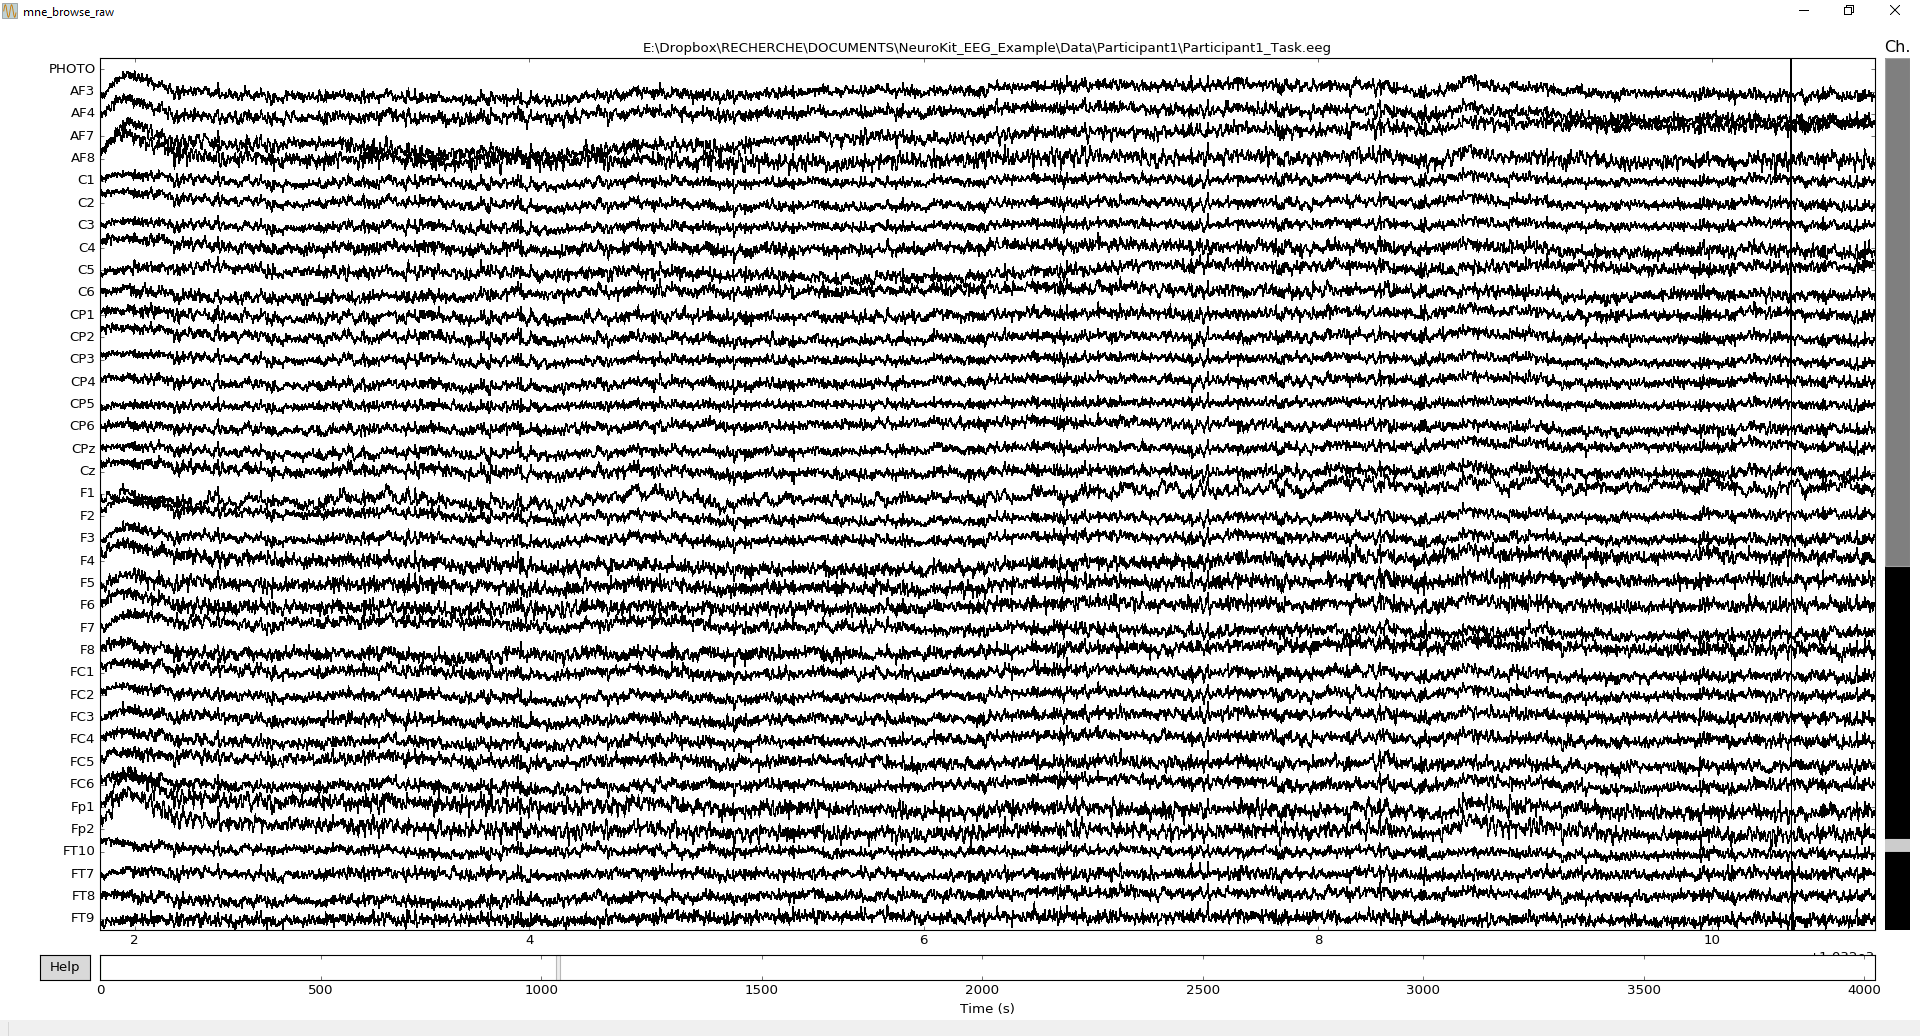 mne_browse_raw
E:\Dropbox\RECHERCHE\DOCUMENTS\NeuroKit_EEG_Example\Data\Participant1\Participant1_Task.eeg
Ch.
PHOTO
AF3
AF4
AF7
AF8
C1
C2
C3
C4
C5
C6
CP1
CP2
CP3
CP4
CP5
CP6
CPz
Cz
F1
F2
F3
F4
F5
F6
F7
F8
FC1
FC2
FC3
FC4
FC5
FC6
Fp1
Fp2
FT10
FT7
FT8
FT9
2 4 6 8 10
Help
0 500 1000 1500 2000 2500 3000 3500 4000
Time (s)